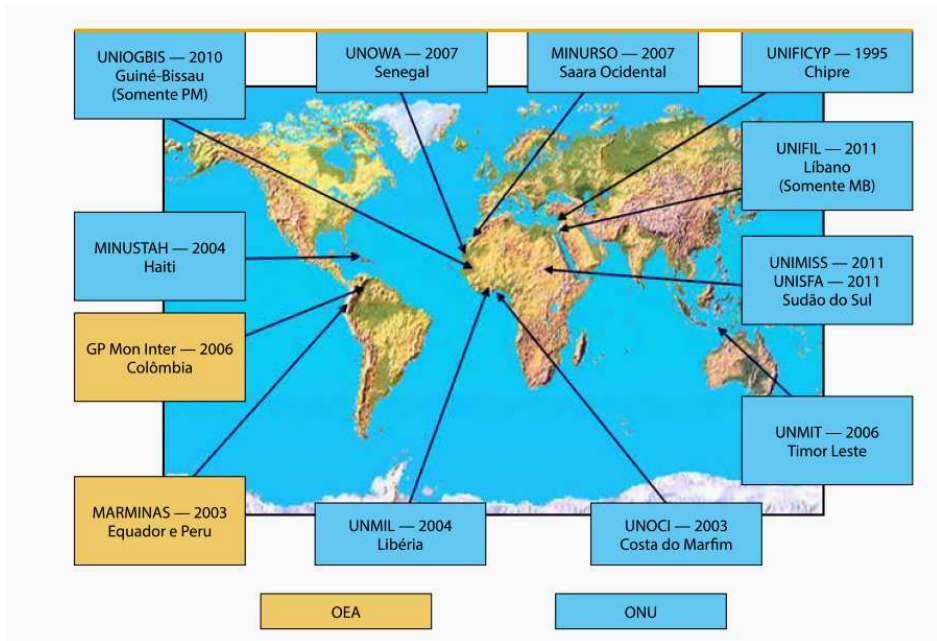 UNIOGBIS — 2010
Guiné-Bissau
(Somente PM)
UNOWA — 2007
Senegal
MINURSO — 2007
Saara Ocidental
UNIFICYP — 1995
Chipre
UNIFIL — 2011
Líbano
(Somente MB)
MINUSTAH — 2004
Haiti
UNIMISS — 2011
UNISFA — 2011
Sudão do Sul
GP Mon Inter — 2006
Colômbia
UNMIT — 2006
Timor Leste
MARMINAS — 2003
Equador e Peru
UNMIL — 2004
Libéria
UNOCI — 2003
Costa do Marfim
OEA
ONU